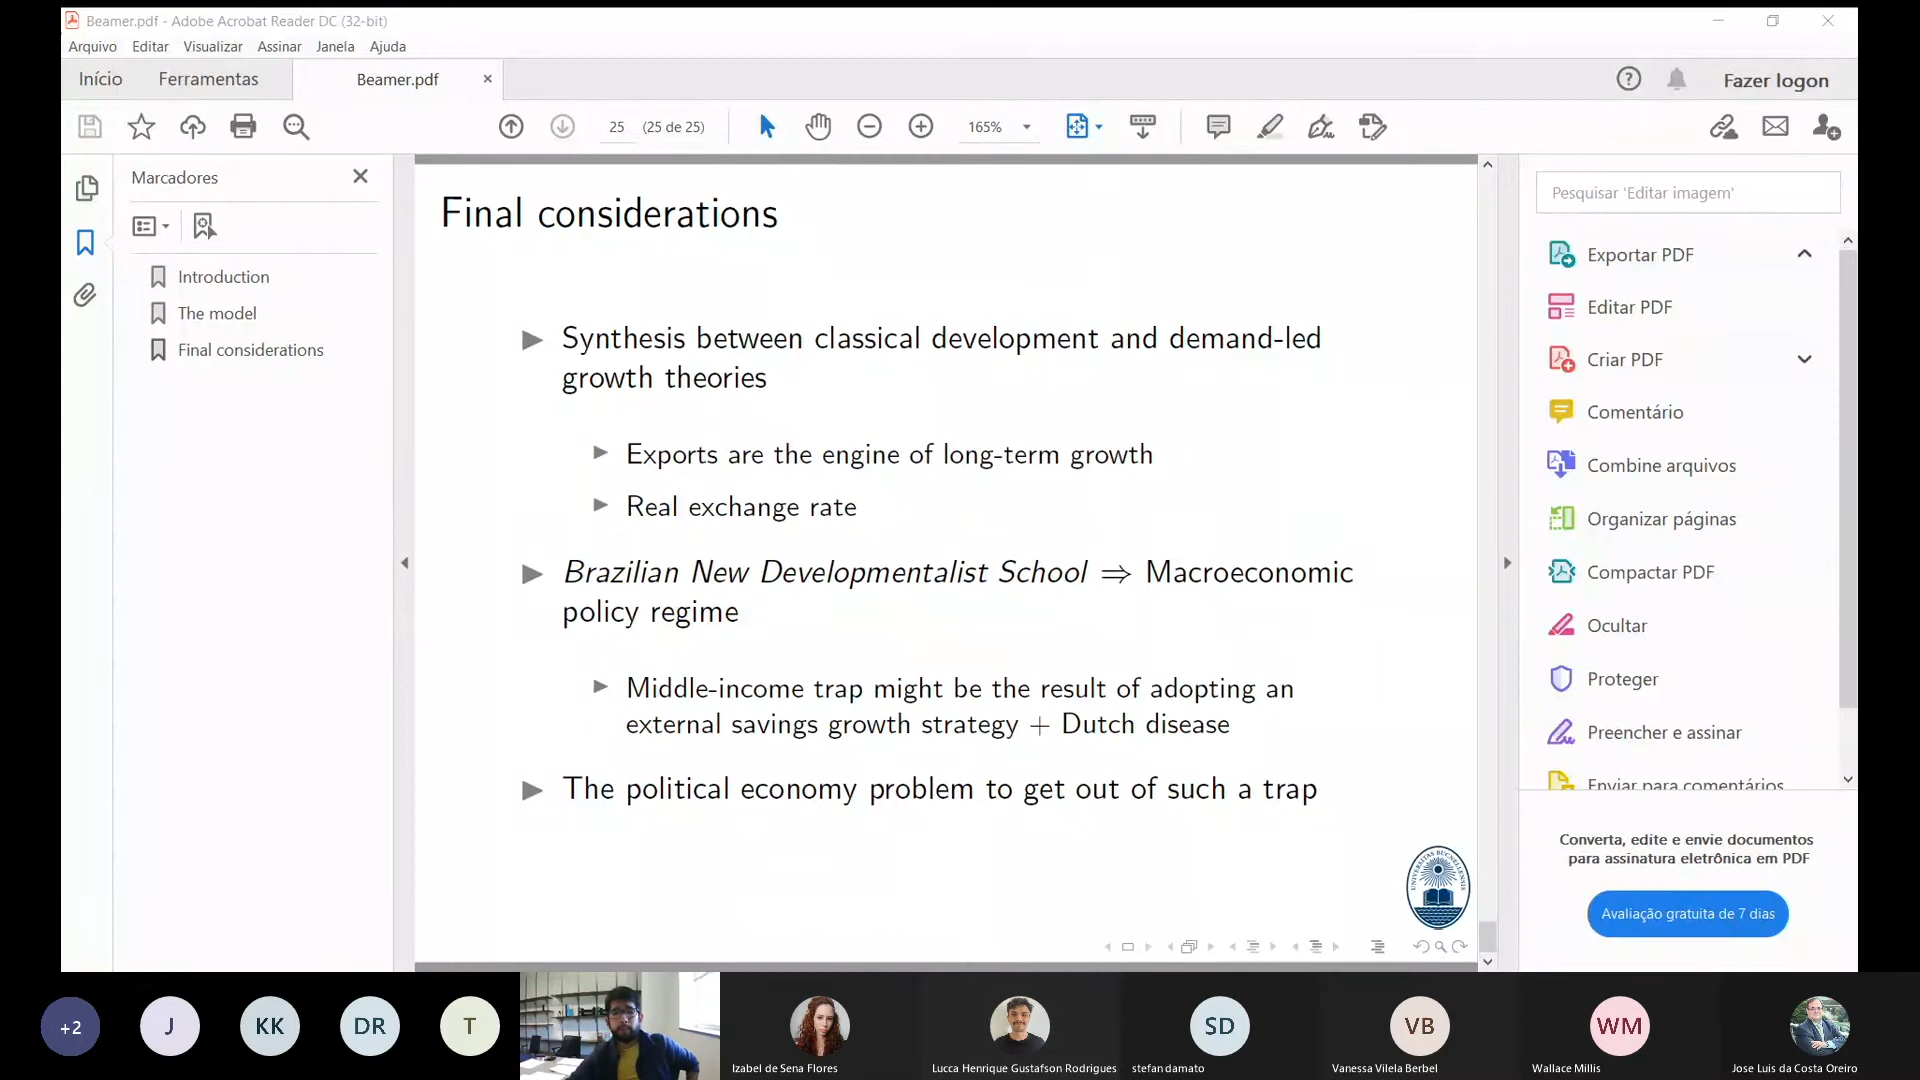 Beamer.pdf - Adobe Acrobat Reader DC (32-bit)
Arquivo Editar Visualizar Assinar Janela Ajuda
Início Ferramentas Beamer.pdf Fazer logon
25 (25 de 25) 165%
Marcadores
Introduction
The model
Final considerations
Final considerations
Synthesis between classical development and demand-led
growth theories
Exports are the engine of long-term growth
Real exchange rate
Brazilian New Developmentalist School ⇒ Macroeconomic
policy regime
Middle-income trap might be the result of adopting an
external savings growth strategy + Dutch disease
The political economy problem to get out of such a trap
UNIVERSITAS BUCNELLENSIS
Pesquisar 'Editar imagem'
Exportar PDF
Editar PDF
Criar PDF
Comentário
Combine arquivos
Organizar páginas
Compactar PDF
Ocultar
Proteger
Preencher e assinar
Enviar para comentários
Converta, edite e envie documentos
para assinatura eletrônica em PDF
Avaliação gratuita de 7 dias
+2 J KK DR T SD VB WM
Izabel de Sena Flores Lucca Henrique Gustafson Rodrigues stefan damato Vanessa Vilela Berbel Wallace Millis Jose Luis da Costa Oreiro